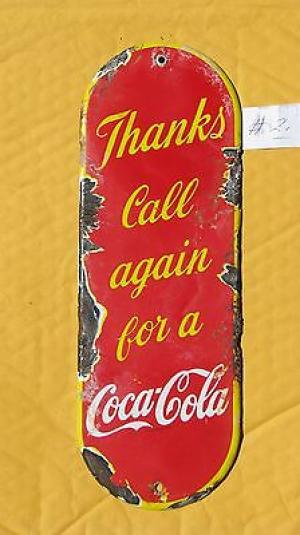 Thanks
Call
again
for a
Coca-Cola
#2.